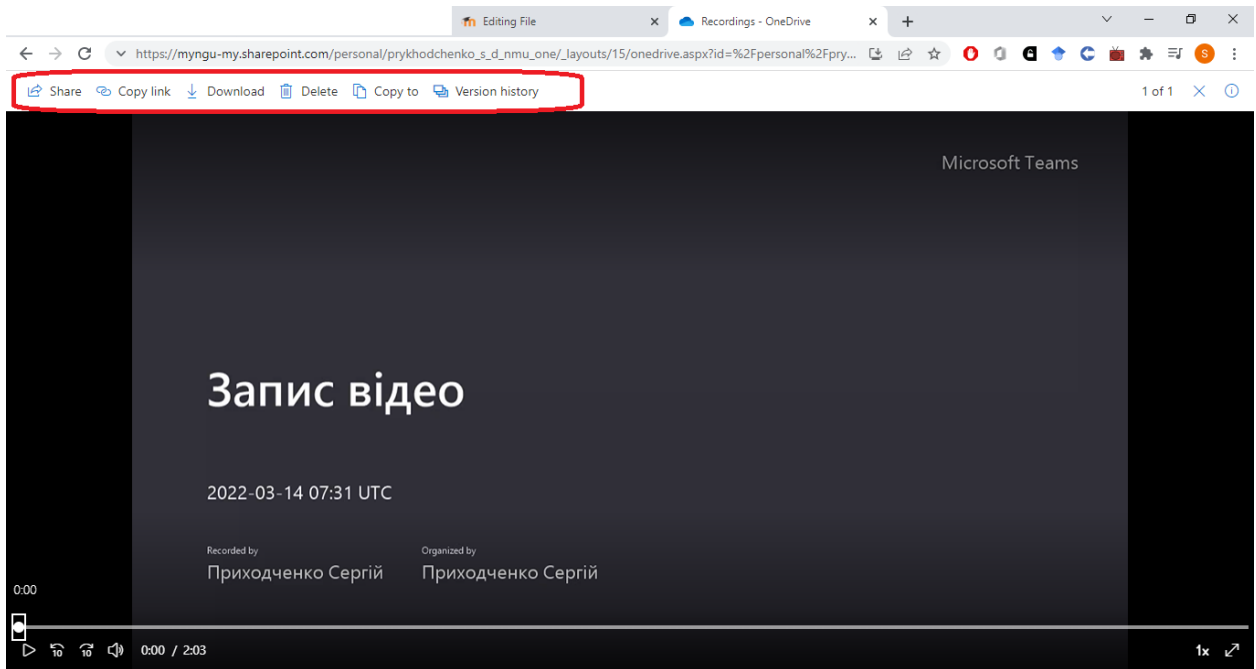 Editing File
Recordings - OneDrive
https://myngu-my.sharepoint.com/personal/prykhodchenko_s_d_nmu_one/_layouts/15/onedrive.aspx?id=%2Fpersonal%2Fpry...
Share Copy link Download Delete Copy to Version history 1 of 1
Microsoft Teams
Запис відео
2022-03-14 07:31 UTC
Recorded by Organized by
Приходченко Сергій Приходченко Сергій
0:00
10 10 0:00 / 2:03 1x